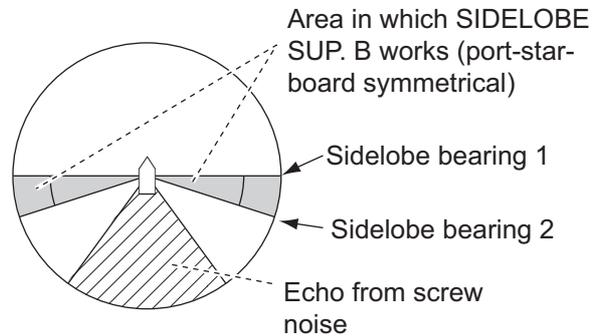 Area in which SIDELOBE
SUP. B works (port-star-
board symmetrical)
Sidelobe bearing 1
Sidelobe bearing 2
Echo from screw
noise